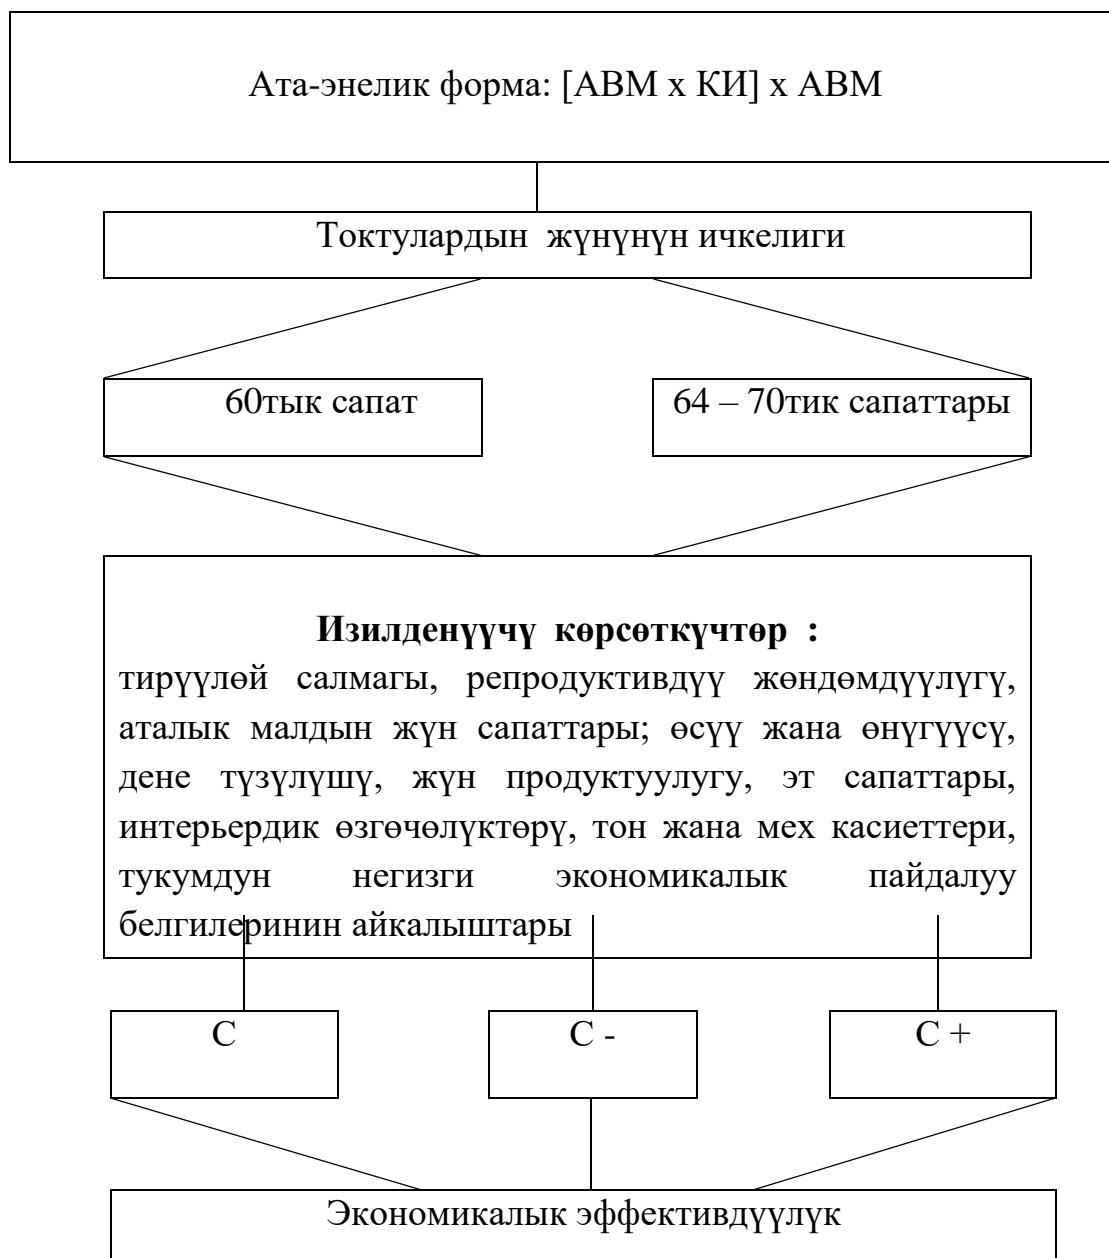 Ата-энелик форма: [АВМ х КИ] х АВМ
Токтулардын жүнүнүн ичкелиги
60тык сапат
64 – 70тик сапаттары
Изилденүүчү көрсөткүчтөр :
тирүүлөй салмагы, репродуктивдүү жөндөмдүүлүгү,
аталык малдын жүн сапаттары; өсүү жана өнүгүүсү,
дене түзүлүшү, жүн продуктуулугу, эт сапаттары,
интерьердик өзгөчөлүктөрү, тон жана мех касиеттери,
тукумдун негизги экономикалык пайдалуу
белгилеринин айкалыштары
С
С -
С +
Экономикалык эффективдүүлүк